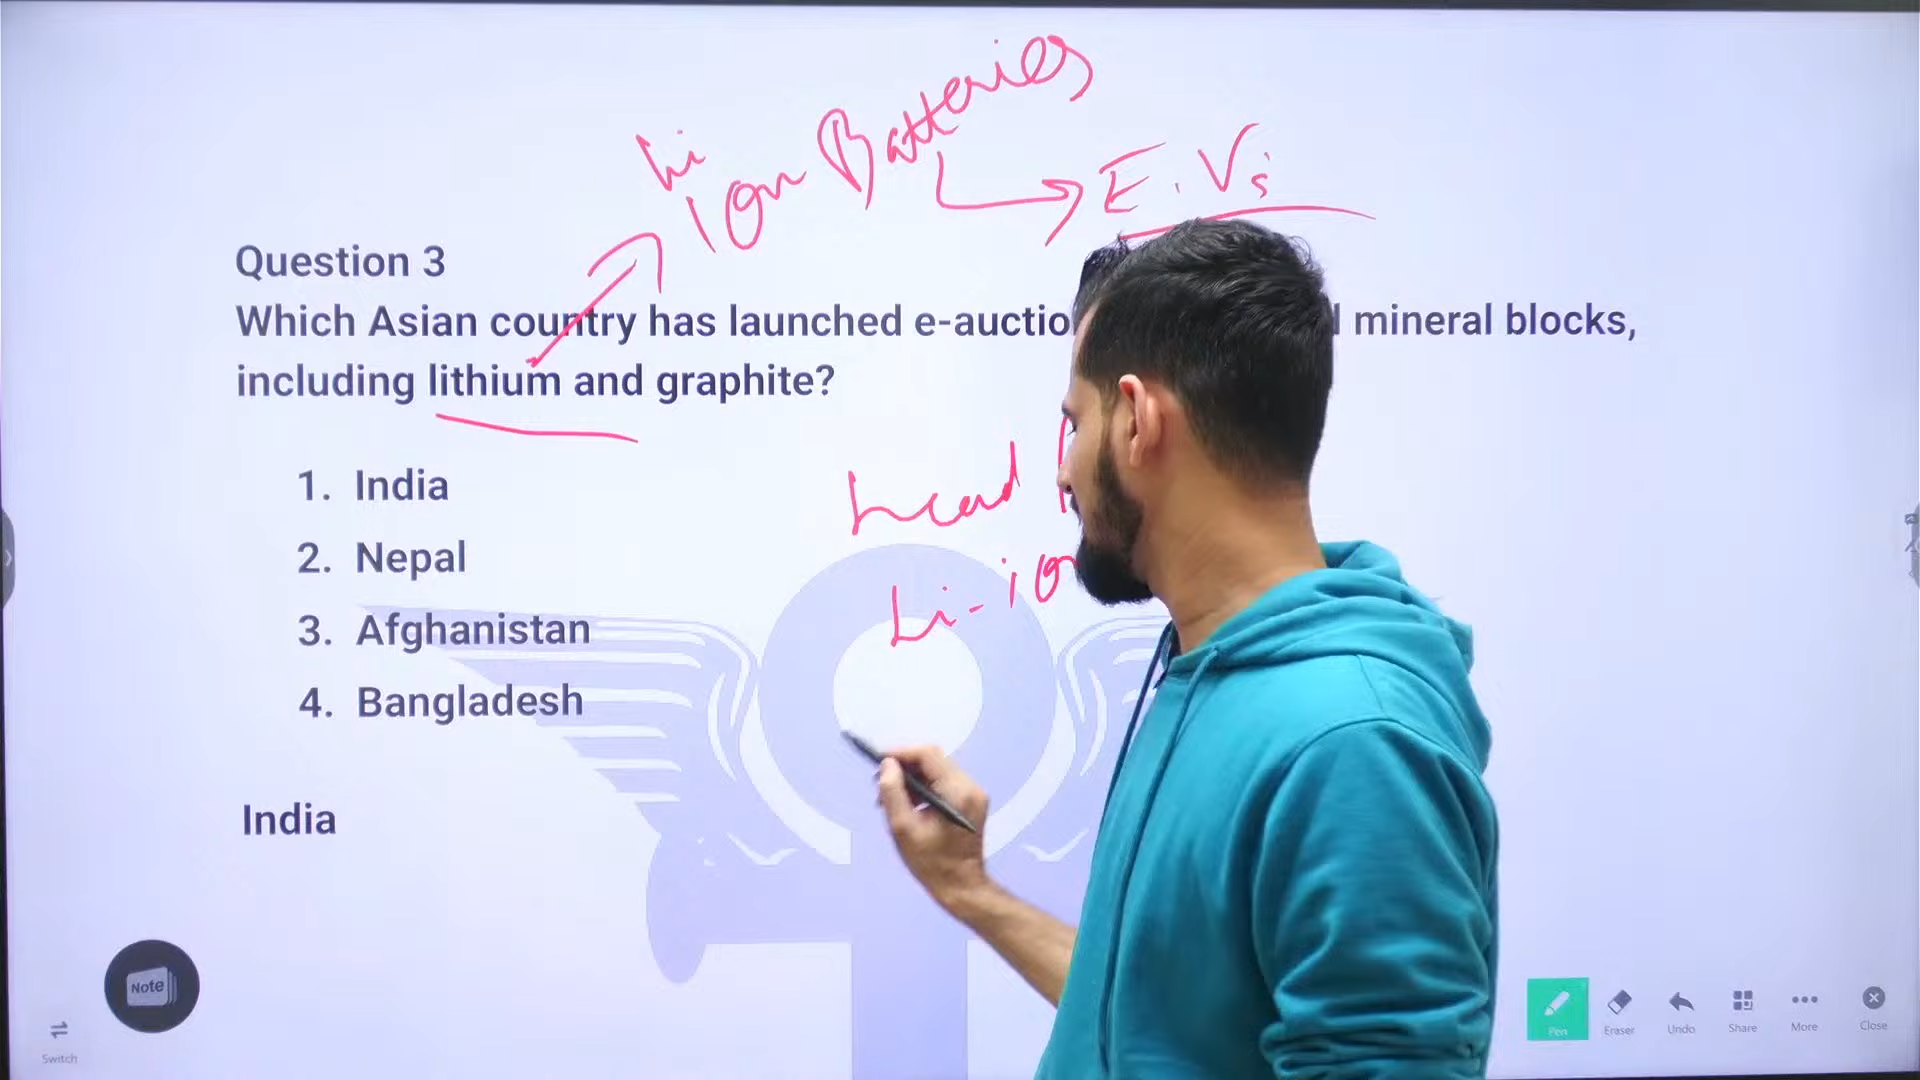 Li
ion Batteries
E.Vs
Question 3
Which Asian country has launched e-auctio mineral blocks,
including lithium and graphite?
1. India
2. Nepal
3. Afghanistan
4. Bangladesh
Lead
Li-ion
India
Note
Switch
Pen
Eraser
Undo
Share
More
Close